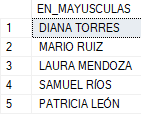 EN_MAYUSCULAS
1 DIANA TORRES
2 MARIO RUIZ
3 LAURA MENDOZA
4 SAMUEL RÍOS
5 PATRICIA LEÓN